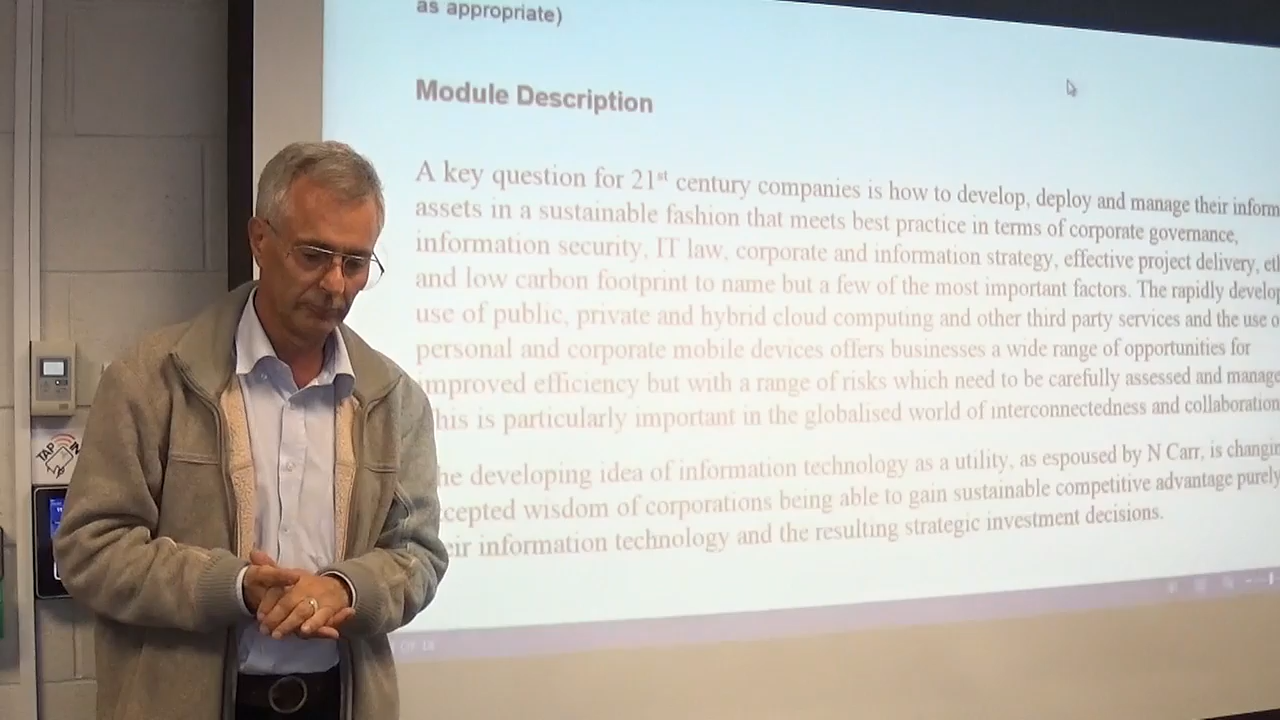 as appropriate)
Module Description
A key question for 21st century companies is how to develop, deploy and manage their inform
assets in a sustainable fashion that meets best practice in terms of corporate governance,
information security, IT law, corporate and information strategy, effective project delivery, eth
and low carbon footprint to name but a few of the most important factors. The rapidly develop
use of public, private and hybrid cloud computing and other third party services and the use o
personal and corporate mobile devices offers businesses a wide range of opportunities for
improved efficiency but with a range of risks which need to be carefully assessed and manage
his is particularly important in the globalised world of interconnectedness and collaboration
he developing idea of information technology as a utility, as espoused by N Carr, is changin
cepted wisdom of corporations being able to gain sustainable competitive advantage purely
eir information technology and the resulting strategic investment decisions.
OF 18
TAP IN